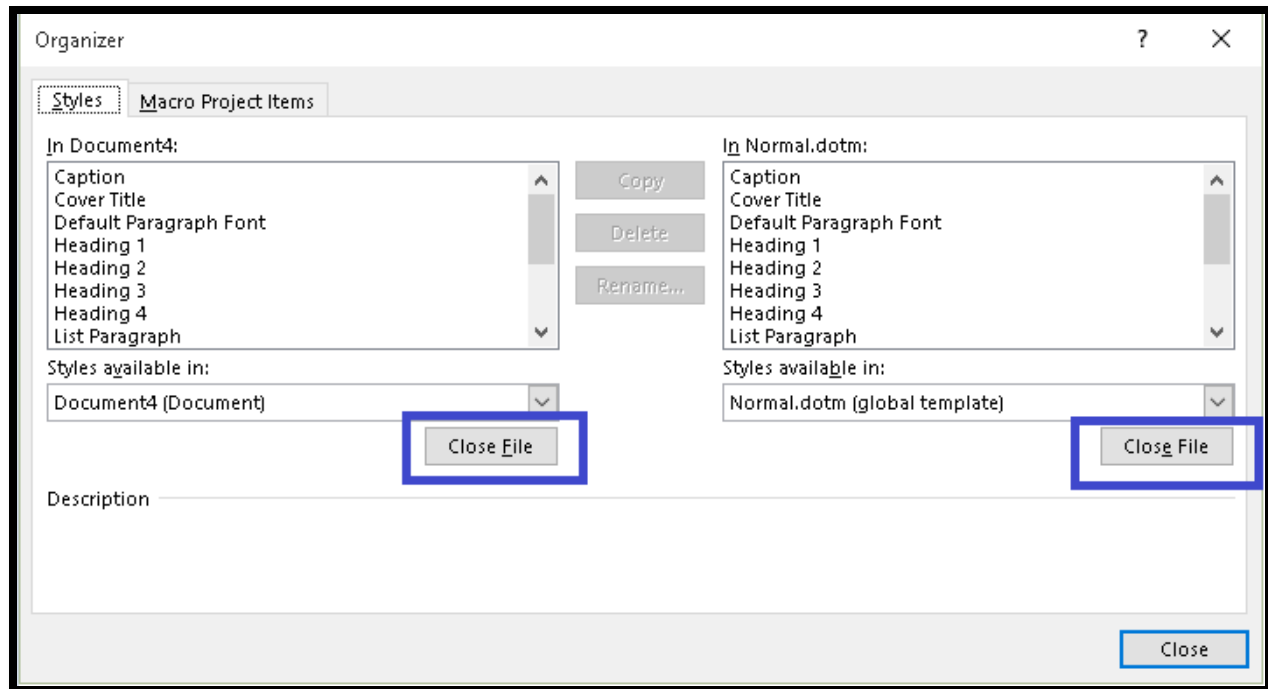 Organizer
?
Styles
Macro Project Items
In Document4:
Caption
Cover Title
Default Paragraph Font
Heading 1
Heading 2
Heading 3
Heading 4
List Paragraph
Styles available in:
Document4 (Document)
Close File
Copy
Delete
Rename...
In Normal.dotm:
Caption
Cover Title
Default Paragraph Font
Heading 1
Heading 2
Heading 3
Heading 4
List Paragraph
Styles available in:
Normal.dotm (global template)
Close File
Description
Close